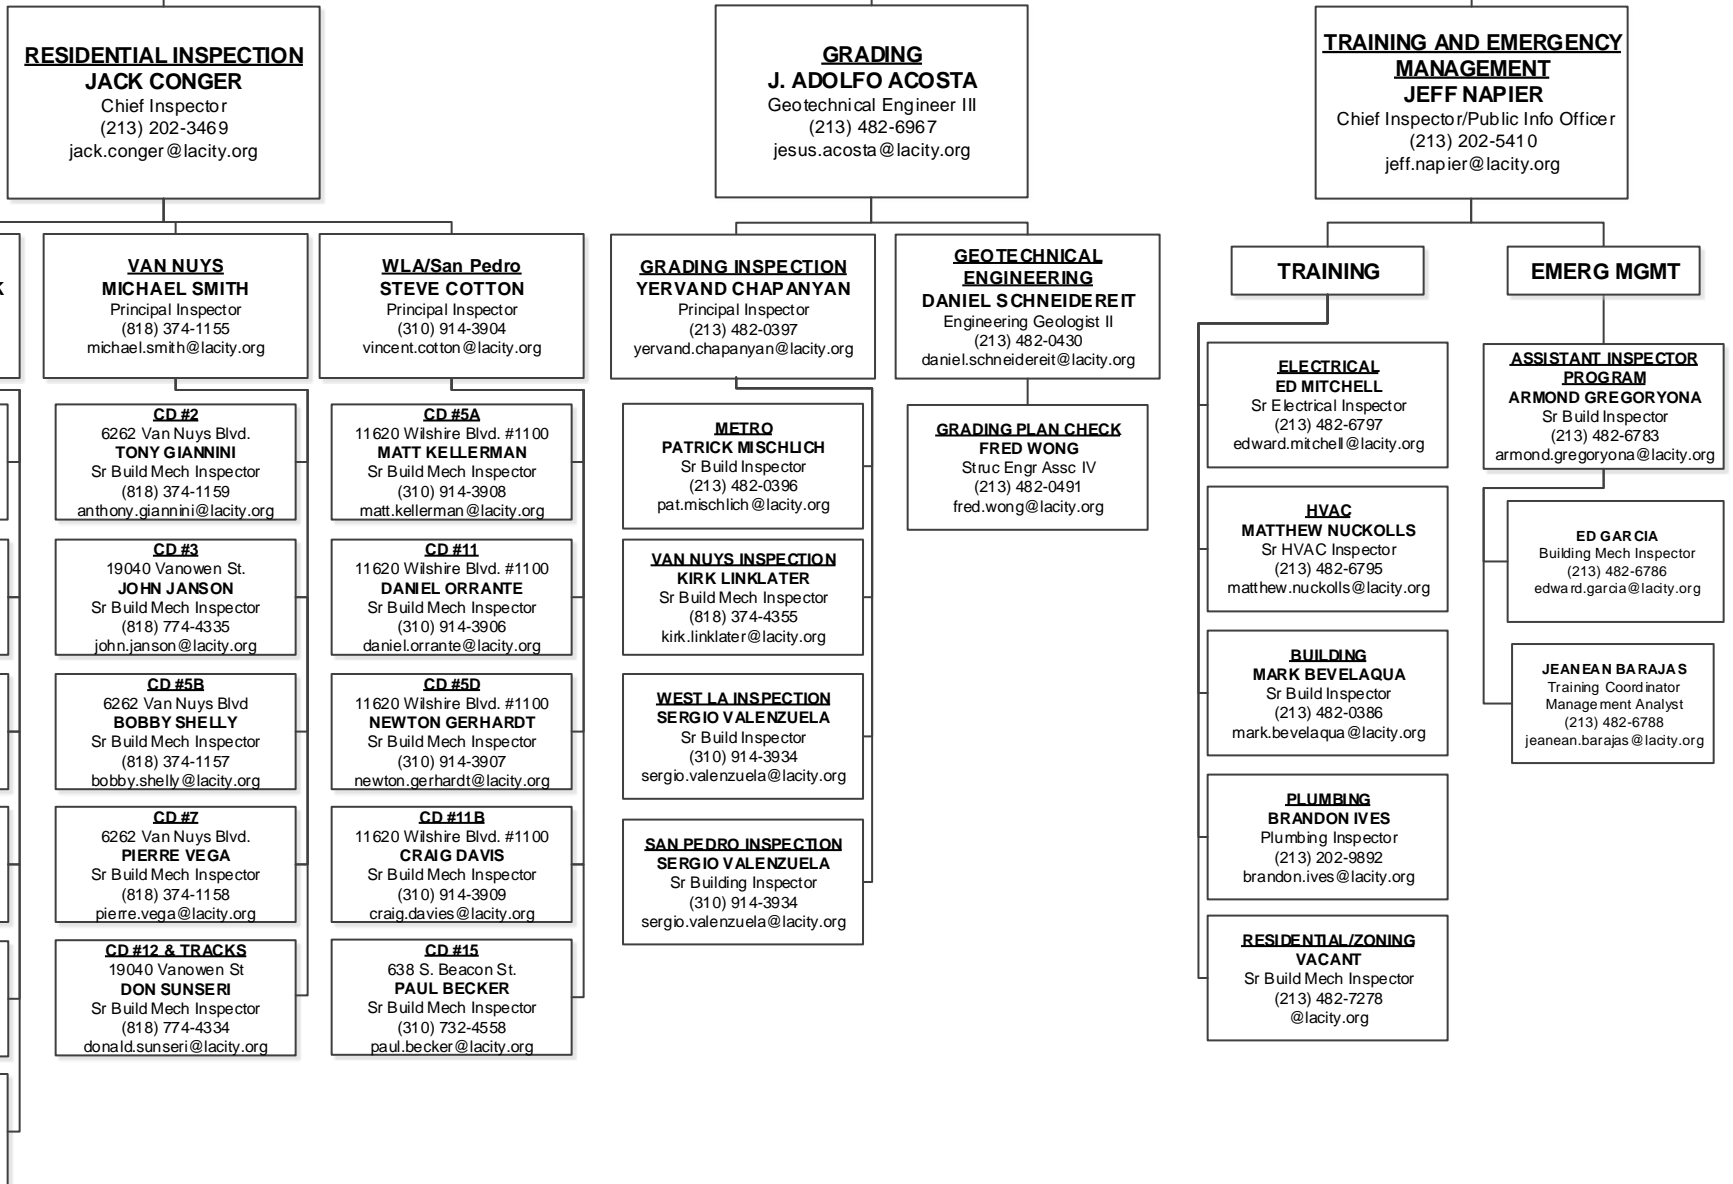 RESIDENTIAL INSPECTION
JACK CONGER
Chief Inspector
(213) 202-3469
jack.conger@lacity.org
GRADING
J. ADOLFO ACOSTA
Geotechnical Engineer III
(213) 482-6967
jesus.acosta@lacity.org
TRAINING AND EMERGENCY
MANAGEMENT
JEFF NAPIER
Chief Inspector/Public Info Officer
(213) 202-5410
jeff.napier@lacity.org
VAN NUYS
MICHAEL SMITH
Principal Inspector
(818) 374-1155
michael.smith@lacity.org
WLA/San Pedro
STEVE COTTON
Principal Inspector
(310) 914-3904
vincent.cotton@lacity.org
GRADING INSPECTION
YERVAND CHAPANYAN
Principal Inspector
(213) 482-0397
yervand.chapanyan@lacity.org
GEOTECHNICAL
ENGINEERING
DANIEL SCHNEIDEREIT
Engineering Geologist II
(213) 482-0430
daniel.schneidereit@lacity.org
TRAINING
EMERG MGMT
CD #2
6262 Van Nuys Blvd.
TONY GIANNINI
Sr Build Mech Inspector
(818) 374-1159
anthony.giannini@lacity.org
CD #3
19040 Vanowen St.
JOHN JANSON
Sr Build Mech Inspector
(818) 774-4335
john.janson@lacity.org
CD #5B
6262 Van Nuys Blvd
BOBBY SHELLY
Sr Build Mech Inspector
(818) 374-1157
bobby.shelly@lacity.org
CD #7
6262 Van Nuys Blvd.
PIERRE VEGA
Sr Build Mech Inspector
(818) 374-1158
pierre.vega@lacity.org
CD #12 & TRACKS
19040 Vanowen St
DON SUNSERI
Sr Build Mech Inspector
(818) 774-4334
donald.sunseri@lacity.org
CD #5A
11620 Wilshire Blvd. #1100
MATT KELLERMAN
Sr Build Mech Inspector
(310) 914-3908
matt.kellerman@lacity.org
CD #11
11620 Wilshire Blvd. #1100
DANIEL ORRANTE
Sr Build Mech Inspector
(310) 914-3906
daniel.orrante@lacity.org
CD #5D
11620 Wilshire Blvd. #1100
NEWTON GERHARDT
Sr Build Mech Inspector
(310) 914-3907
newton.gerhardt@lacity.org
CD #11B
11620 Wilshire Blvd. #1100
CRAIG DAVIS
Sr Build Mech Inspector
(310) 914-3909
craig.davies@lacity.org
CD #15
638 S. Beacon St.
PAUL BECKER
Sr Build Mech Inspector
(310) 732-4558
paul.becker@lacity.org
METRO
PATRICK MISCHLICH
Sr Build Inspector
(213) 482-0396
pat.mischlich@lacity.org
VAN NUYS INSPECTION
KIRK LINKLATER
Sr Build Mech Inspector
(818) 374-4355
kirk.linklater@lacity.org
WEST LA INSPECTION
SERGIO VALENZUELA
Sr Build Inspector
(310) 914-3934
sergio.valenzuela@lacity.org
SAN PEDRO INSPECTION
SERGIO VALENZUELA
Sr Building Inspector
(310) 914-3934
sergio.valenzuela@lacity.org
GRADING PLAN CHECK
FRED WONG
Struc Engr Assc IV
(213) 482-0491
fred.wong@lacity.org
ELECTRICAL
ED MITCHELL
Sr Electrical Inspector
(213) 482-6797
edward.mitchell@lacity.org
HVAC
MATTHEW NUCKOLLS
Sr HVAC Inspector
(213) 482-6795
matthew.nuckolls@lacity.org
BUILDING
MARK BEVELAQUA
Sr Build Inspector
(213) 482-0386
mark.bevelaqua@lacity.org
PLUMBING
BRANDON IVES
Plumbing Inspector
(213) 202-9892
brandon.ives@lacity.org
RESIDENTIAL/ZONING
VACANT
Sr Build Mech Inspector
(213) 482-7278
@lacity.org
ASSISTANT INSPECTOR
PROGRAM
ARMOND GREGORYONA
Sr Build Inspector
(213) 482-6783
armond.gregoryona@lacity.org
ED GARCIA
Building Mech Inspector
(213) 482-6786
edward.garcia@lacity.org
JEANEAN BARAJAS
Training Coordinator
Management Analyst
(213) 482-6788
jeanean.barajas@lacity.org